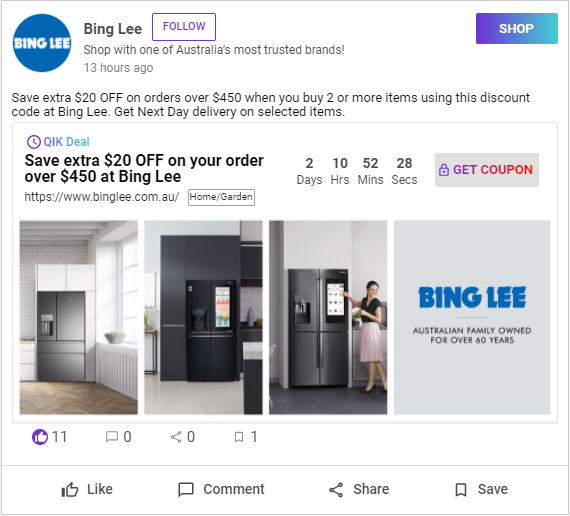 BING LEE
Bing Lee
FOLLOW
SHOP
Shop with one of Australia's most trusted brands!
13 hours ago
Save extra $20 OFF on orders over $450 when you buy 2 or more items using this discount
code at Bing Lee. Get Next Day delivery on selected items.
QIK Deal
Save extra $20 OFF on your order
over $450 at Bing Lee
2 10 52 28
Days Hrs Mins Secs
GET COUPON
https://www.binglee.com.au/ Home/Garden
BING LEE
AUSTRALIAN FAMILY OWNED
FOR OVER 60 YEARS
11 0 0 1
Like Comment Share Save